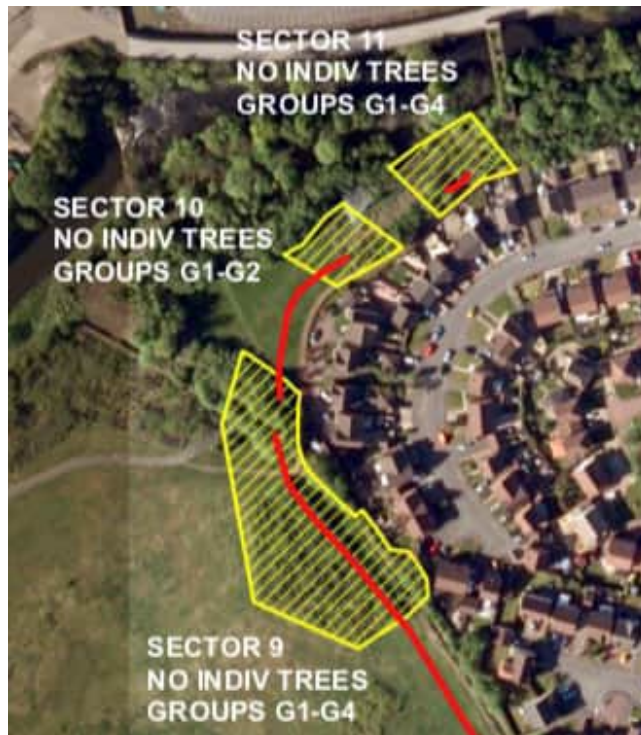 SECTOR 11
NO INDIV TREES
GROUPS G1-G4
SECTOR 10
NO INDIV TREES
GROUPS G1-G2
SECTOR 9
NO INDIV TREES
GROUPS G1-G4